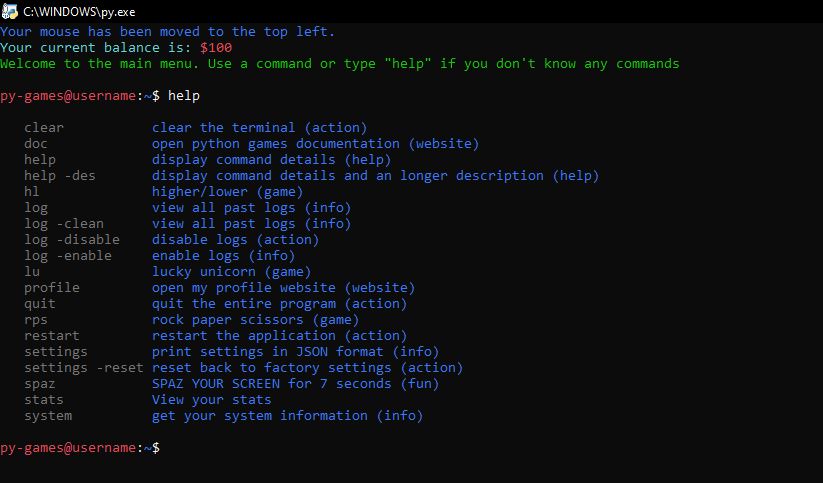 C:\WINDOWS\py.exe
Your mouse has been moved to the top left.
Your current balance is: $100
Welcome to the main menu. Use a command or type "help" if you don't know any commands
py-games@username:~$ help
clear clear the terminal (action)
doc open python games documentation (website)
help display command details (help)
help -des display command details and an longer description (help)
hl higher/lower (game)
log view all past logs (info)
log -clean view all past logs (info)
log -disable disable logs (action)
log -enable enable logs (info)
lu lucky unicorn (game)
profile open my profile website (website)
quit quit the entire program (action)
rps rock paper scissors (game)
restart restart the application (action)
settings print settings in JSON format (info)
settings -reset reset back to factory settings (action)
spaz SPAZ YOUR SCREEN for 7 seconds (fun)
stats View your stats
system get your system information (info)
py-games@username:~$